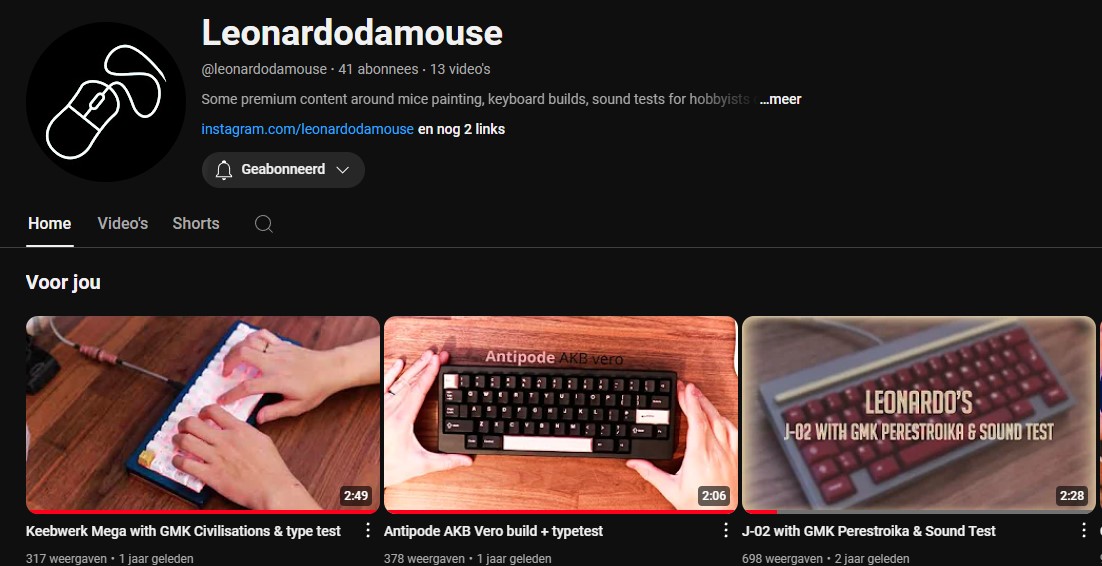 Leonardodamouse
@leonardodamouse · 41 abonnees · 13 video's
Some premium content around mice painting, keyboard builds, sound tests for hobbyists ...meer
instagram.com/leonardodamouse en nog 2 links
Geabonneerd
Home Video's Shorts
Voor jou
Antipode AKB vero
LEONARDO'S
J-02 WITH GMK PERESTROIKA & SOUND TEST
2:49 2:06 2:28
Keebwerk Mega with GMK Civilisations & type test
317 weergaven • 1 jaar geleden
Antipode AKB Vero build + typetest
378 weergaven • 1 jaar geleden
J-02 with GMK Perestroika & Sound Test
698 weergaven • 2 jaar geleden